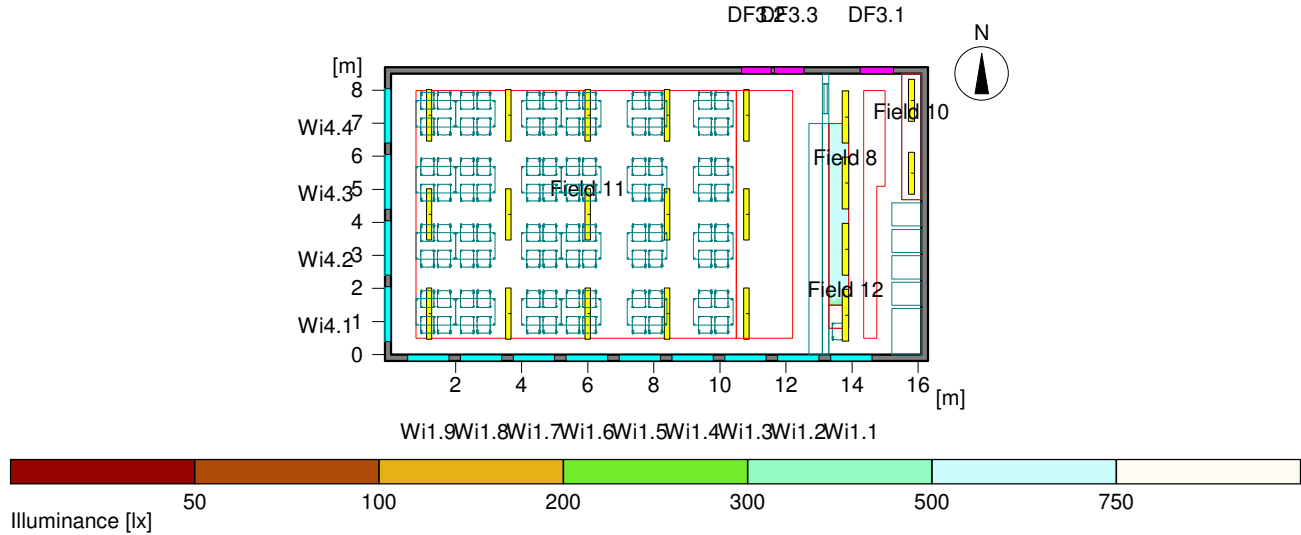 DF3.2 DF3.3 DF3.1
N
[m]
8
7
6
5
4
3
2
1
0
Wi4.4
Wi4.3
Wi4.2
Wi4.1
Field 10
Field 8
Field 11
Field 12
2 4 6 8 10 12 14 16
[m]
Wi1.9 Wi1.8 Wi1.7 Wi1.6 Wi1.5 Wi1.4 Wi1.3 Wi1.2 Wi1.1
50 100 200 300 500 750
Illuminance [lx]